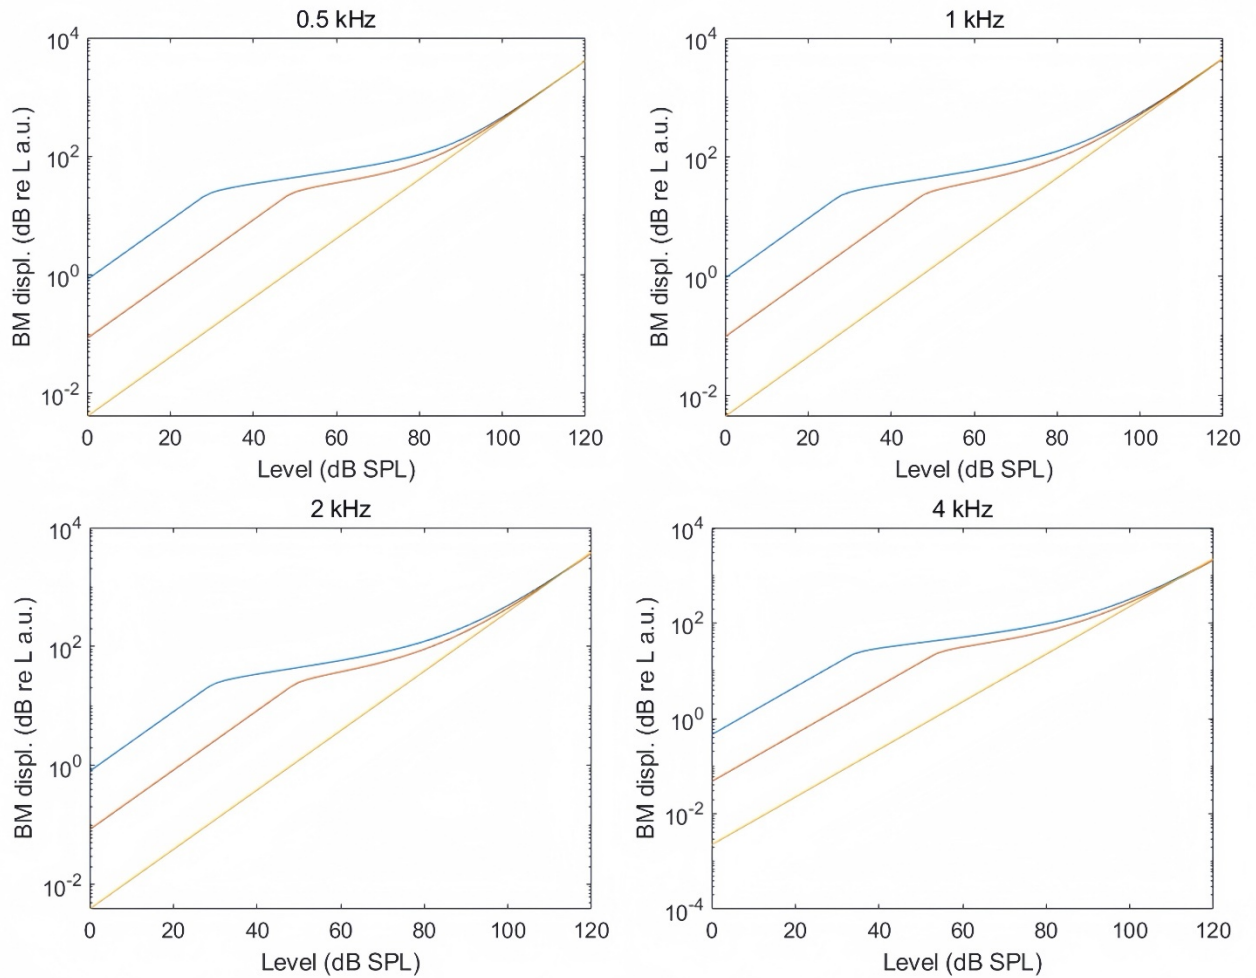 0.5 kHz
10^4
10^2
10^0
10^-2
BM displ. (dB re L a.u.)
0 20 40 60 80 100 120
Level (dB SPL)
1 kHz
10^4
10^2
10^0
10^-2
BM displ. (dB re L a.u.)
0 20 40 60 80 100 120
Level (dB SPL)
2 kHz
10^4
10^2
10^0
10^-2
BM displ. (dB re L a.u.)
0 20 40 60 80 100 120
Level (dB SPL)
4 kHz
10^4
10^2
10^0
10^-2
10^-4
BM displ. (dB re L a.u.)
0 20 40 60 80 100 120
Level (dB SPL)